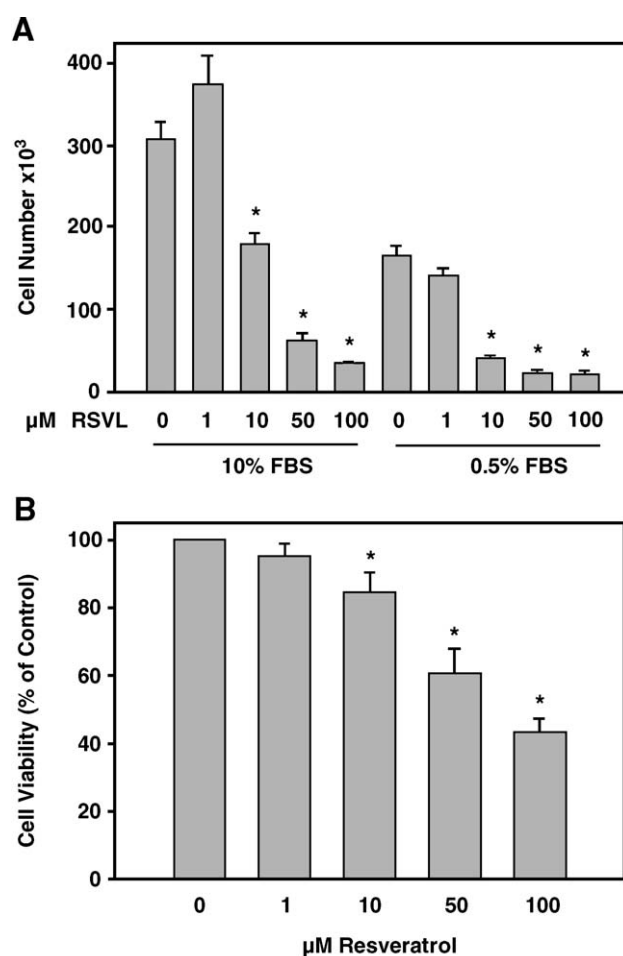 A
Cell Number x10³
400
300
200
100
0
*
*
*
*
*
*
µM RSVL 0 1 10 50 100 0 1 10 50 100
10% FBS 0.5% FBS
B
Cell Viability (% of Control)
100
80
60
40
20
0
*
*
*
0 1 10 50 100
µM Resveratrol